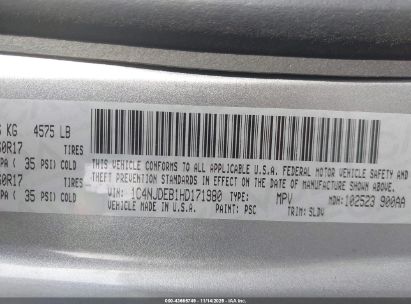 KG 4575 LB
0R17 TIRES
PA ( 35 PSI) COLD
0R17 TIRES
PA ( 35 PSI) COLD
THIS VEHICLE CONFORMS TO ALL APPLICABLE U.S.A. FEDERAL MOTOR VEHICLE SAFETY AND
THEFT PREVENTION STANDARDS IN EFFECT ON THE DATE OF MANUFACTURE SHOWN ABOVE.
VIN: 1C4NJDEB1HD171980 TYPE: MPV MDH: 102523 900AA
MADE IN U.S.A. PAINT: PSC TRIM: SLDV